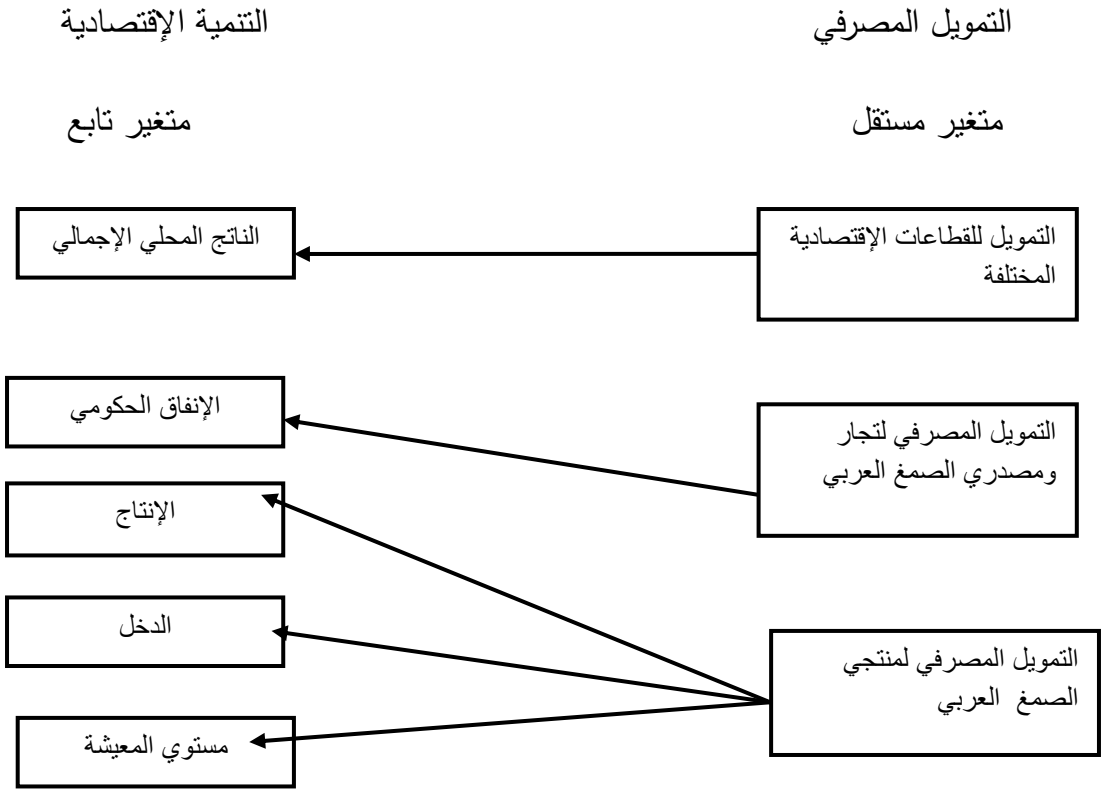 التمويل المصرفي
التنمية الإقتصادية
متغير مستقل
متغير تابع
التمويل للقطاعات الإقتصادية
المختلفة
الناتج المحلي الإجمالي
التمويل المصرفي لتجار
ومصدري الصمغ العربي
الإنفاق الحكومي
الإنتاج
التمويل المصرفي لمنتجي
الصمغ العربي
الدخل
مستوي المعيشة